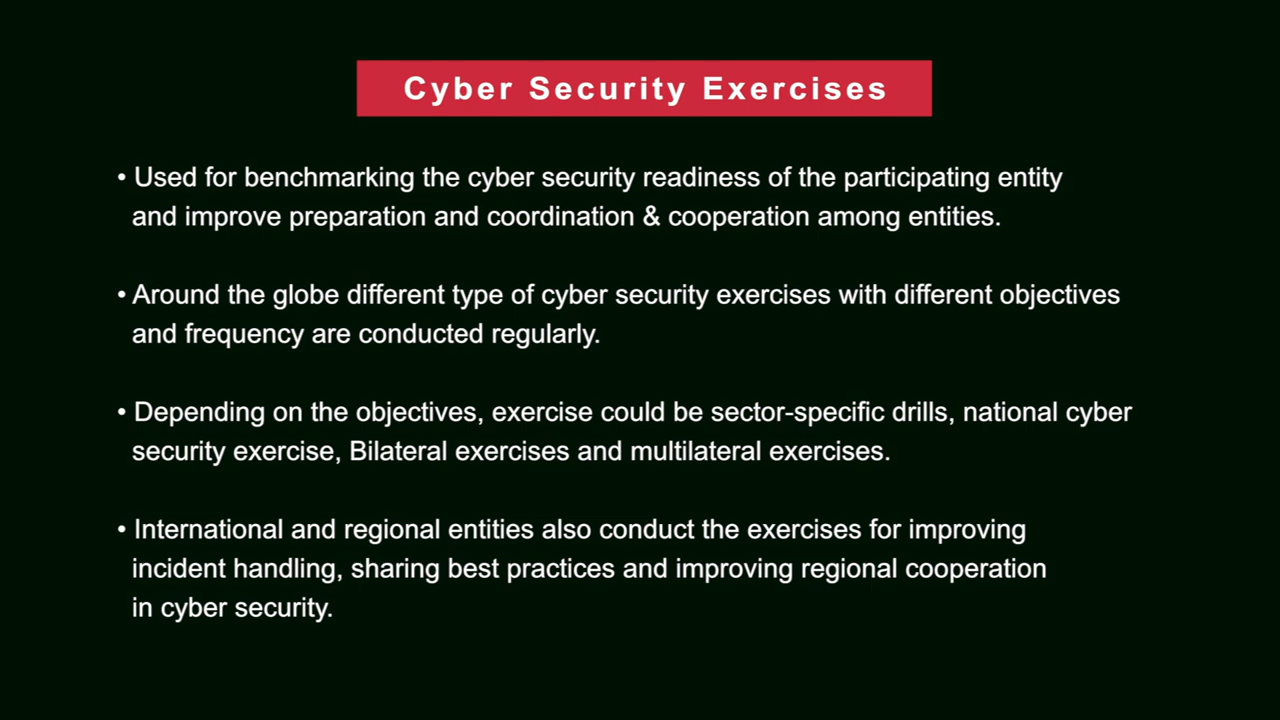 Cyber Security Exercises
• Used for benchmarking the cyber security readiness of the participating entity
and improve preparation and coordination & cooperation among entities.
• Around the globe different type of cyber security exercises with different objectives
and frequency are conducted regularly.
• Depending on the objectives, exercise could be sector-specific drills, national cyber
security exercise, Bilateral exercises and multilateral exercises.
• International and regional entities also conduct the exercises for improving
incident handling, sharing best practices and improving regional cooperation
in cyber security.